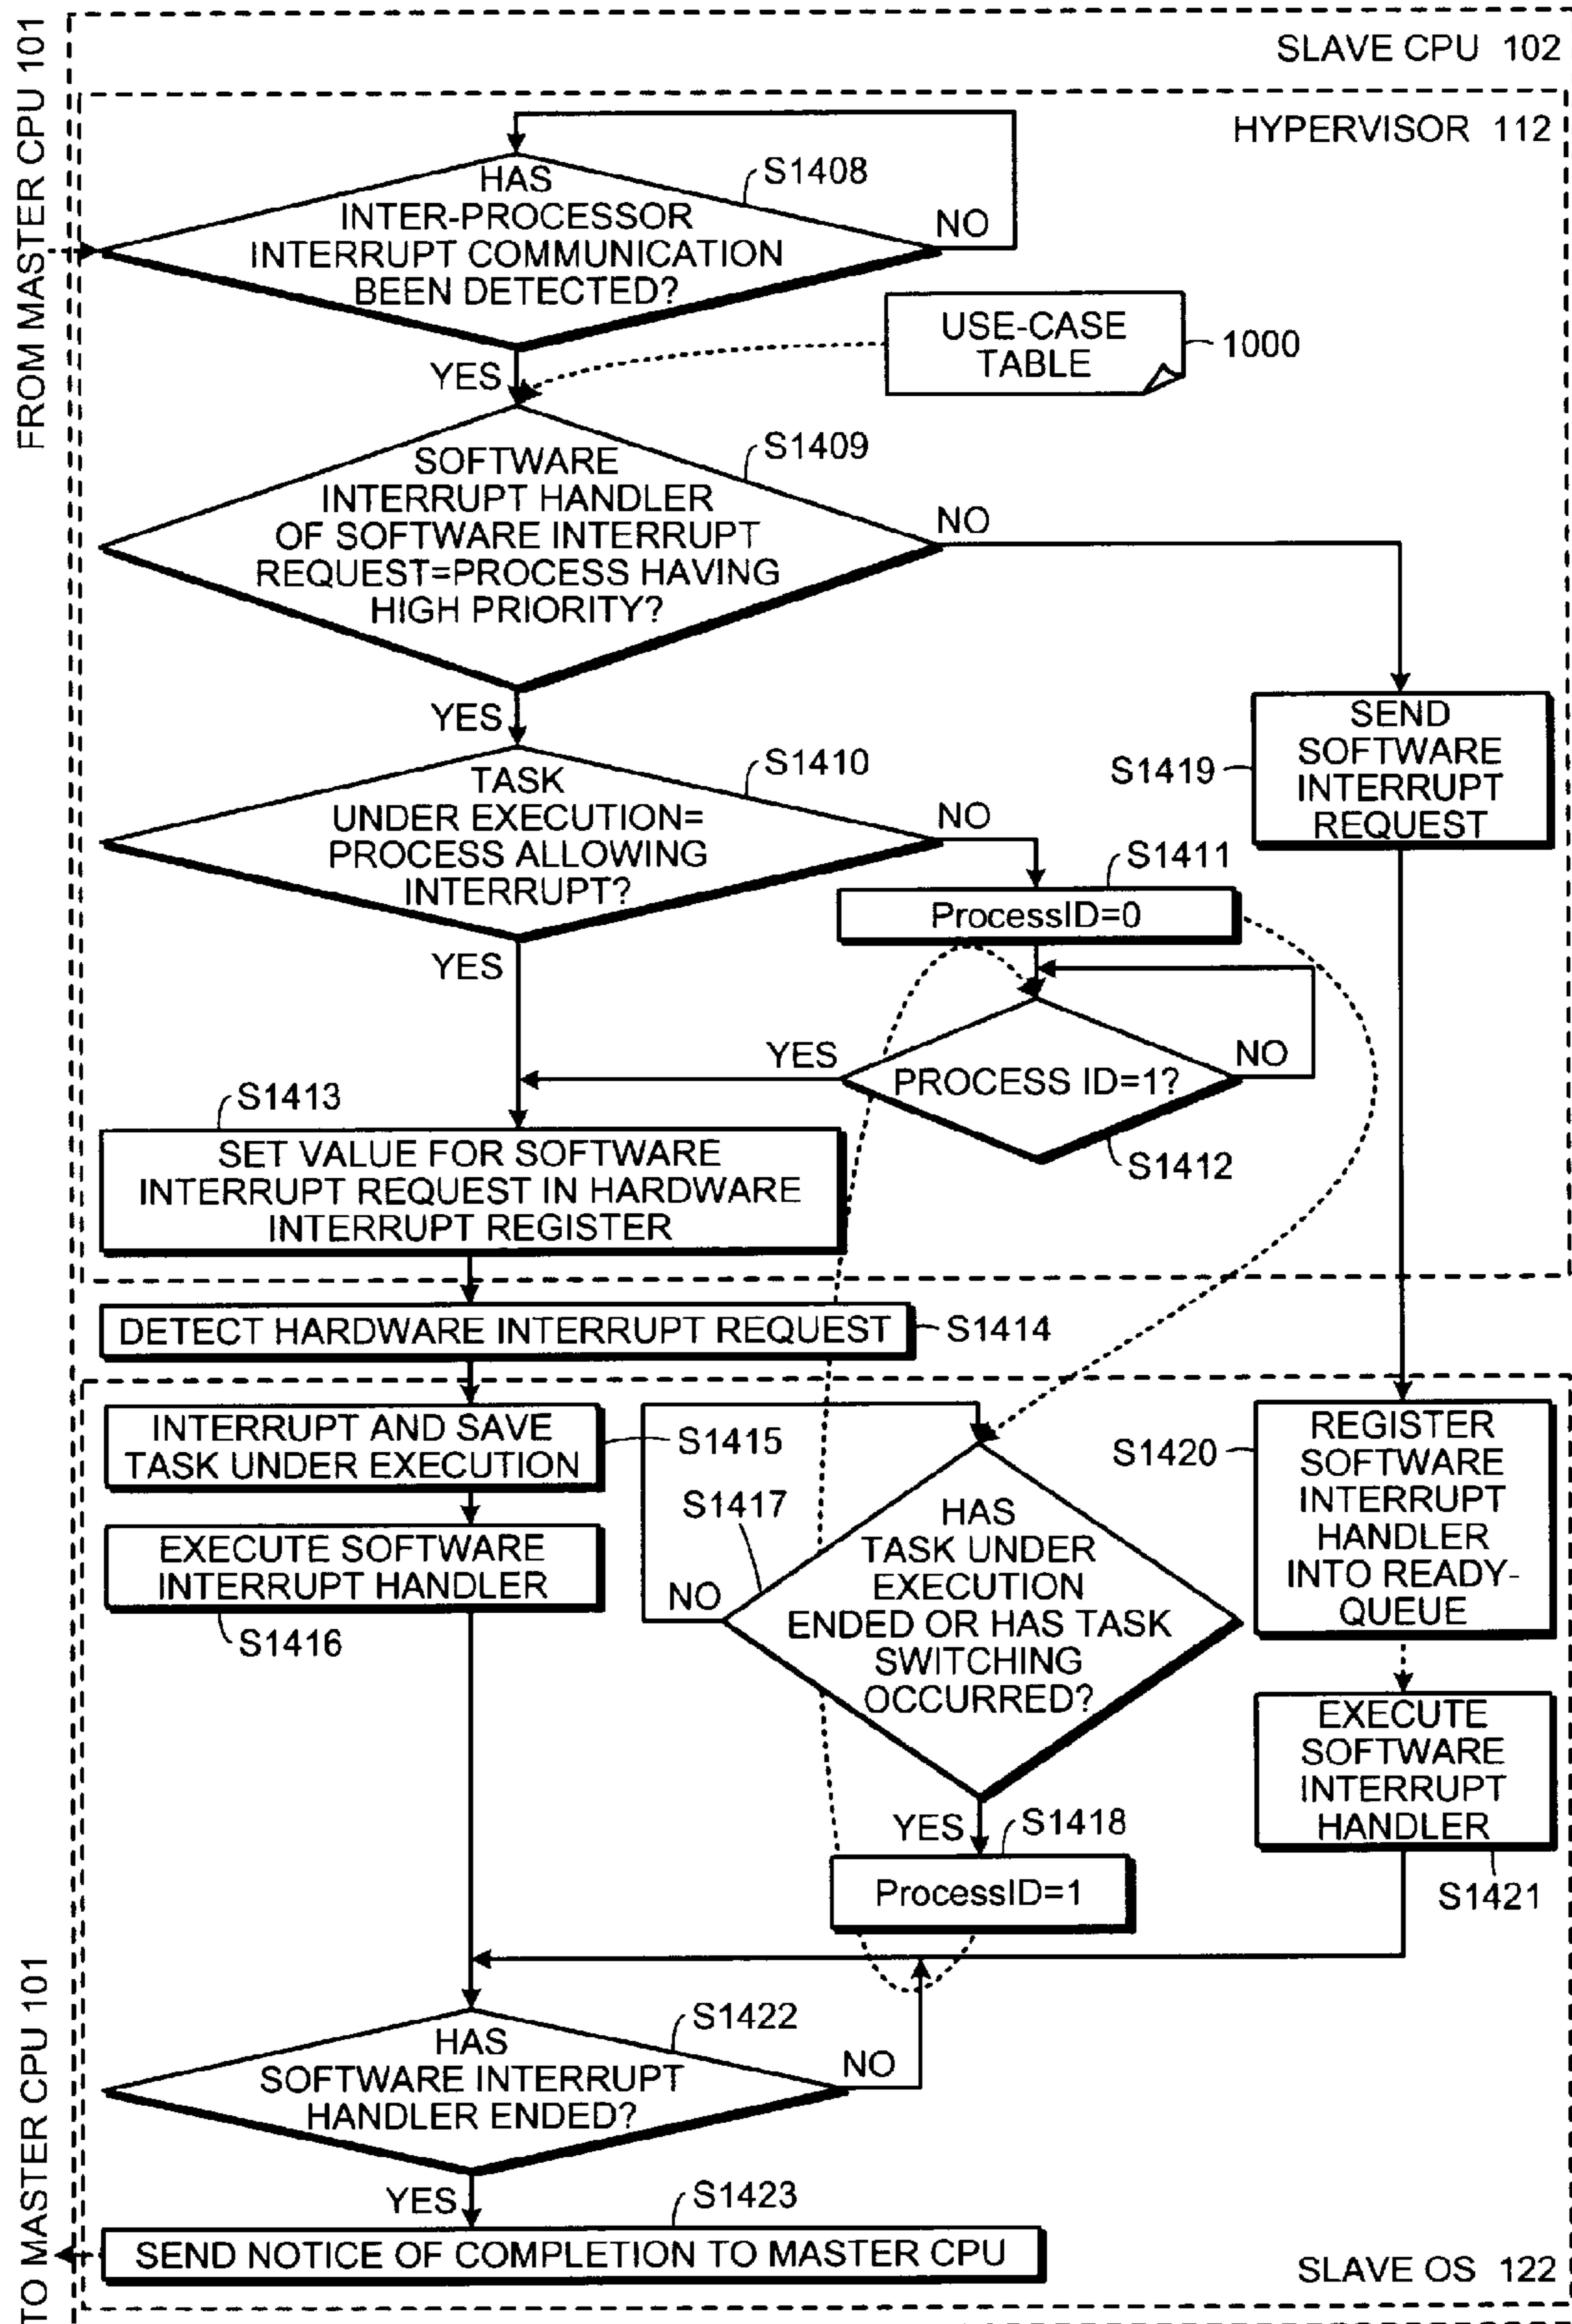 FROM MASTER CPU 101
SLAVE CPU 102
HYPERVISOR 112
HAS
INTER-PROCESSOR
INTERRUPT COMMUNICATION
BEEN DETECTED?
S1408
NO
YES
USE-CASE
TABLE
1000
SOFTWARE
INTERRUPT HANDLER
OF SOFTWARE INTERRUPT
REQUEST=PROCESS HAVING
HIGH PRIORITY?
S1409
NO
YES
SEND
SOFTWARE
INTERRUPT
REQUEST
S1419
TASK
UNDER EXECUTION=
PROCESS ALLOWING
INTERRUPT?
S1410
NO
YES
S1411
ProcessID=0
PROCESS ID=1?
YES
NO
S1412
S1413
SET VALUE FOR SOFTWARE
INTERRUPT REQUEST IN HARDWARE
INTERRUPT REGISTER
DETECT HARDWARE INTERRUPT REQUEST
S1414
INTERRUPT AND SAVE
TASK UNDER EXECUTION
S1415
EXECUTE SOFTWARE
INTERRUPT HANDLER
S1416
S1417
HAS
TASK UNDER
EXECUTION
ENDED OR HAS TASK
SWITCHING
OCCURRED?
NO
YES
S1418
ProcessID=1
S1420
REGISTER
SOFTWARE
INTERRUPT
HANDLER
INTO READY-
QUEUE
EXECUTE
SOFTWARE
INTERRUPT
HANDLER
S1421
HAS
SOFTWARE INTERRUPT
HANDLER ENDED?
S1422
NO
YES
S1423
SEND NOTICE OF COMPLETION TO MASTER CPU
TO MASTER CPU 101
SLAVE OS 122